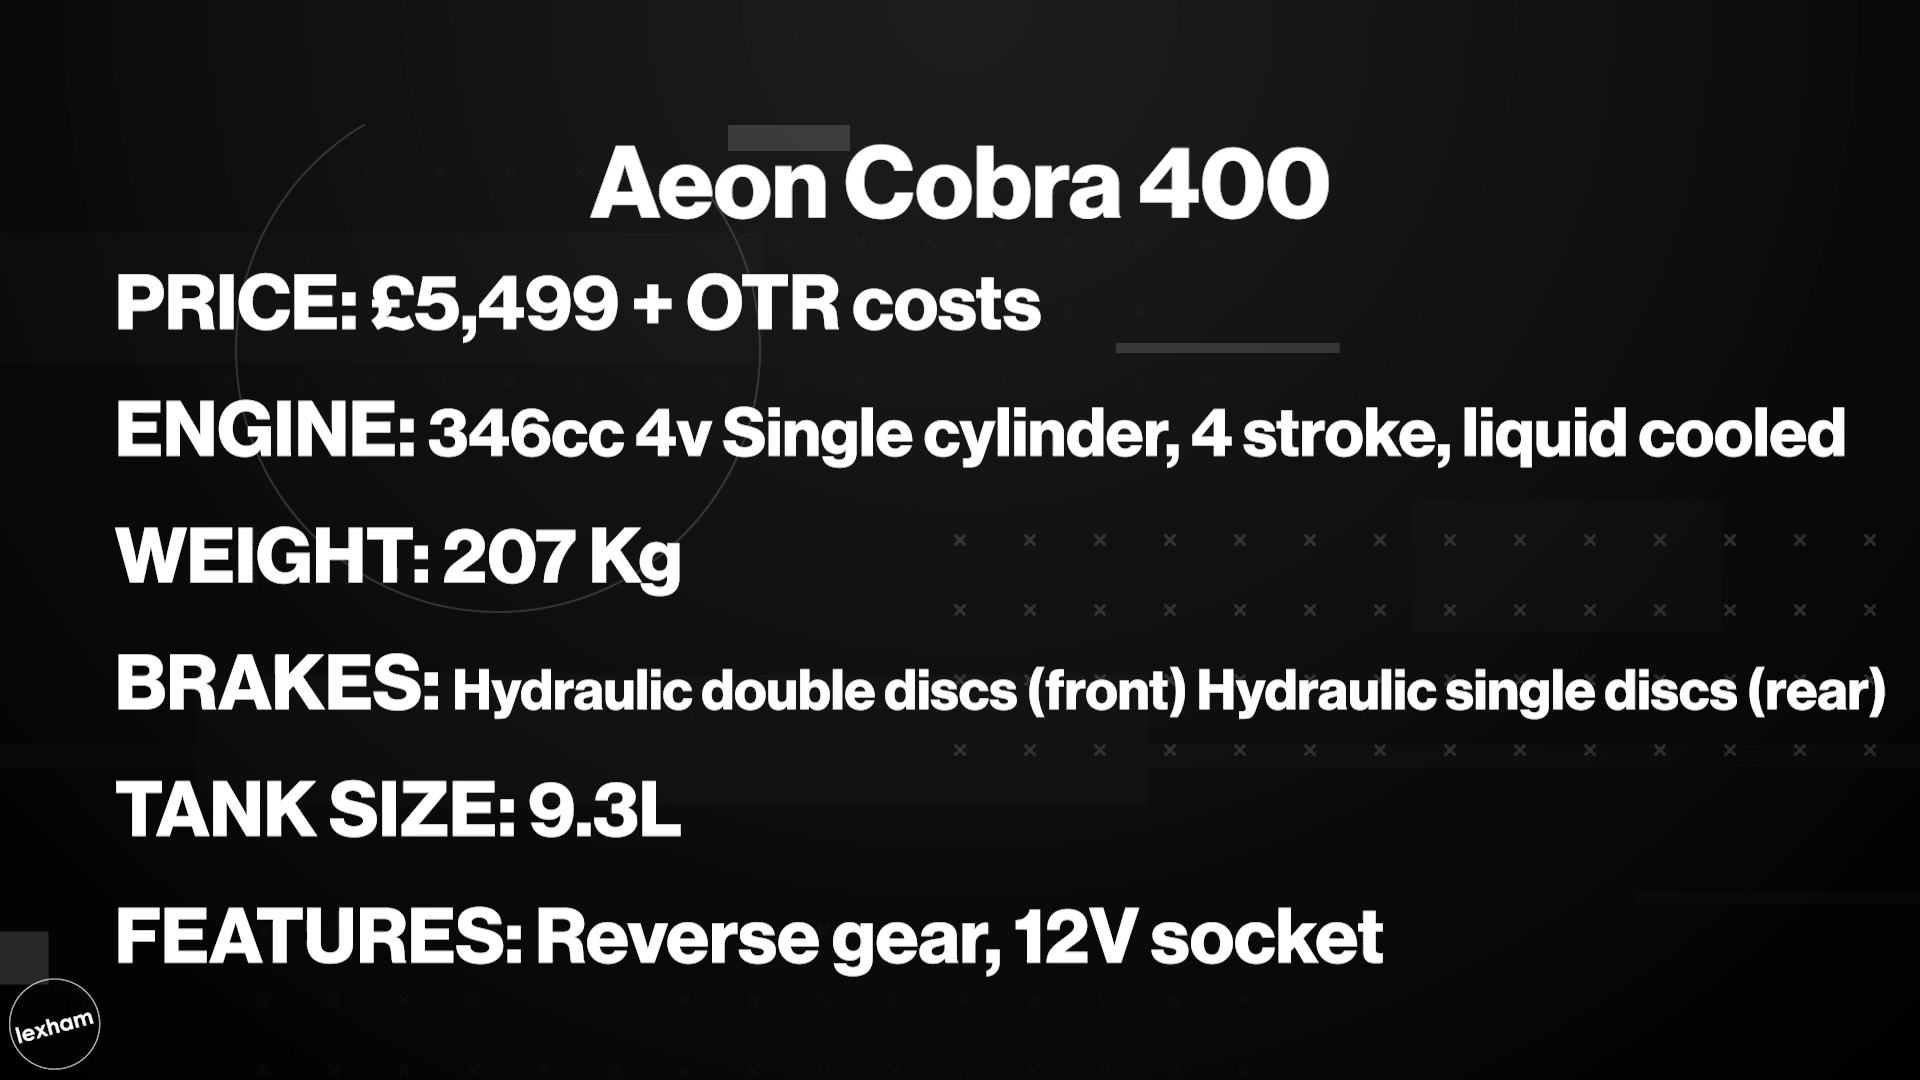 Aeon Cobra 400
PRICE: £5,499 + OTR costs
ENGINE: 346cc 4v Single cylinder, 4 stroke, liquid cooled
WEIGHT: 207 Kg
BRAKES: Hydraulic double discs (front) Hydraulic single discs (rear)
TANK SIZE: 9.3L
FEATURES: Reverse gear, 12V socket
lexham